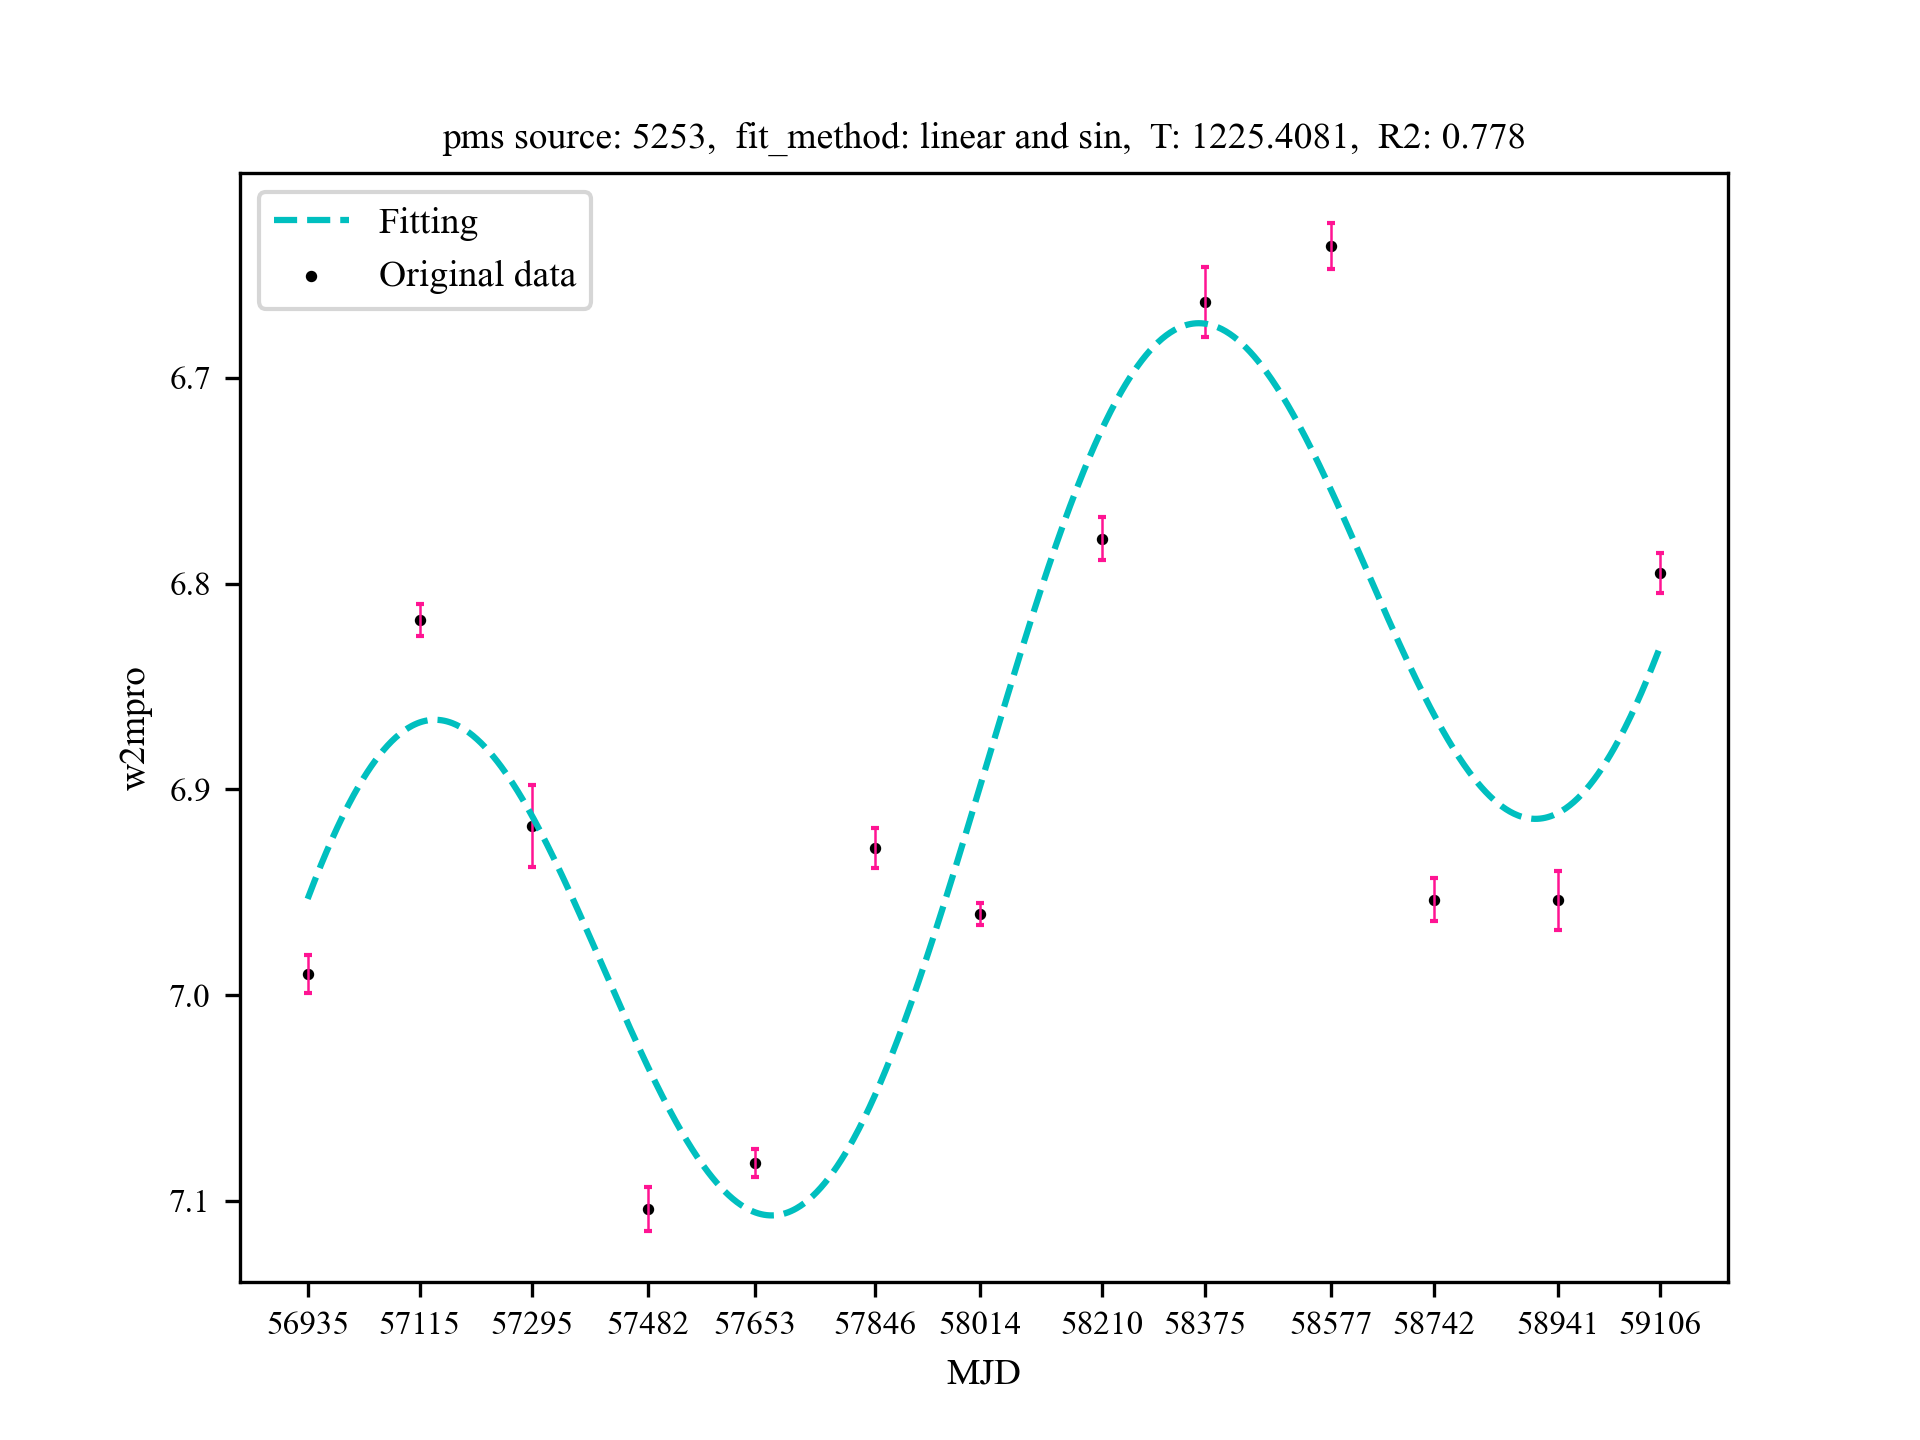 pms source: 5253, fit_method: linear and sin, T: 1225.4081, R2: 0.778
Fitting
Original data
6.7
6.8
6.9
7.0
7.1
w2mpro
56935 57115 57295 57482 57653 57846 58014 58210 58375 58577 58742 58941 59106
MJD